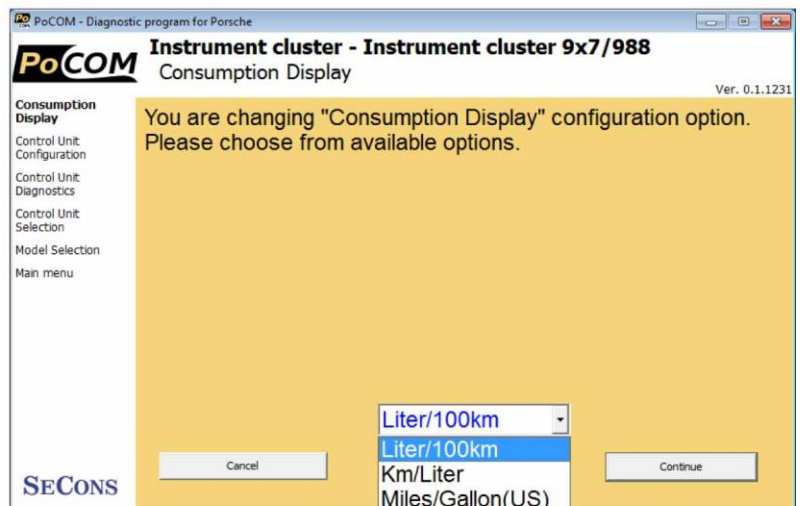 PoCOM - Diagnostic program for Porsche
PoCOM
Instrument cluster - Instrument cluster 9x7/988
Consumption Display
Ver. 0.1.1231
Consumption
Display
Control Unit
Configuration
Control Unit
Diagnostics
Control Unit
Selection
Model Selection
Main menu
You are changing "Consumption Display" configuration option.
Please choose from available options.
Liter/100km
Liter/100km
Km/Liter
Miles/Gallon(US)
Cancel
Continue
SECONS